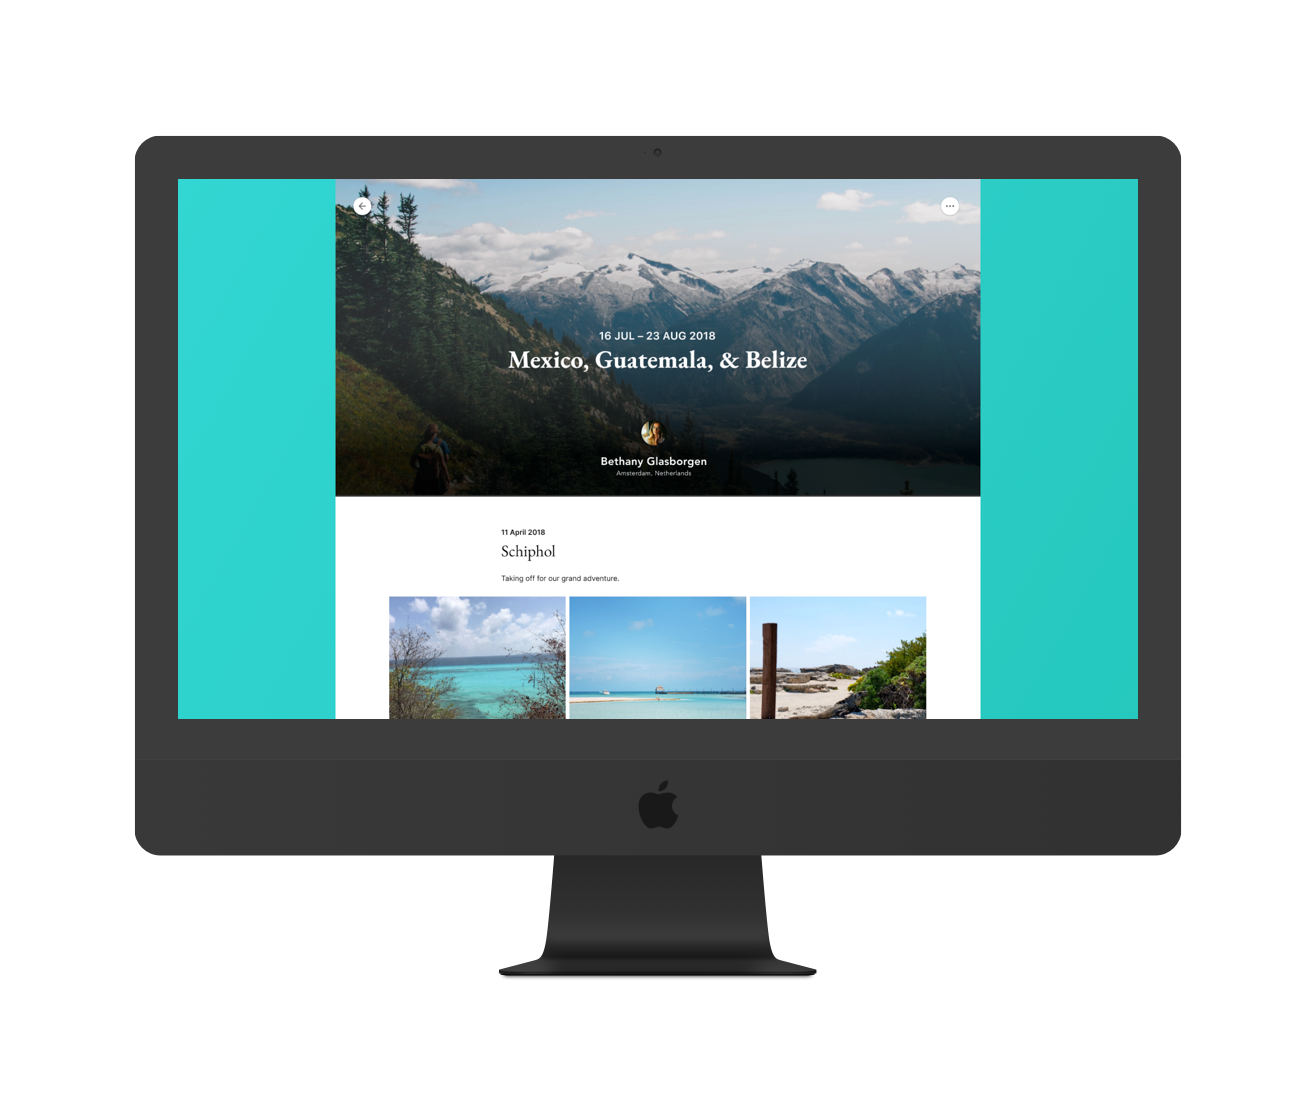 16 JUL – 23 AUG 2018
Mexico, Guatemala, & Belize
Bethany Glasborgen
Amsterdam, Netherlands
11 April 2018
Schiphol
Taking off for our grand adventure.